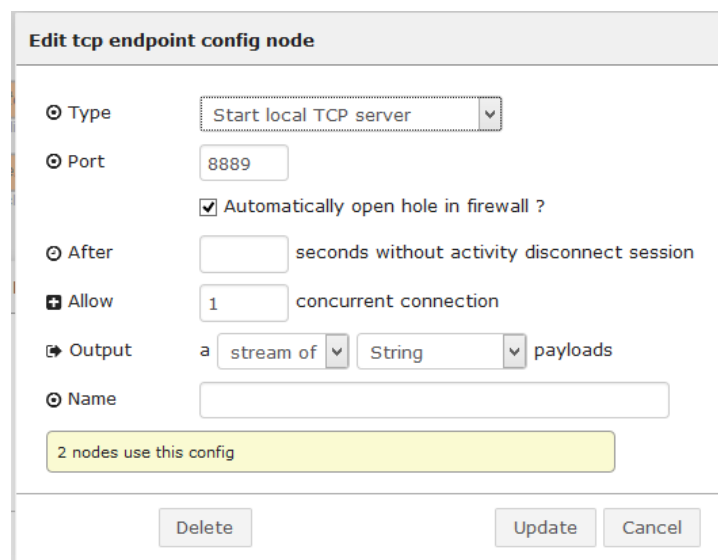 Edit tcp endpoint config node
Type Start local TCP server
Port 8889
Automatically open hole in firewall ?
After seconds without activity disconnect session
Allow 1 concurrent connection
Output a stream of String payloads
Name
2 nodes use this config
Delete Update Cancel